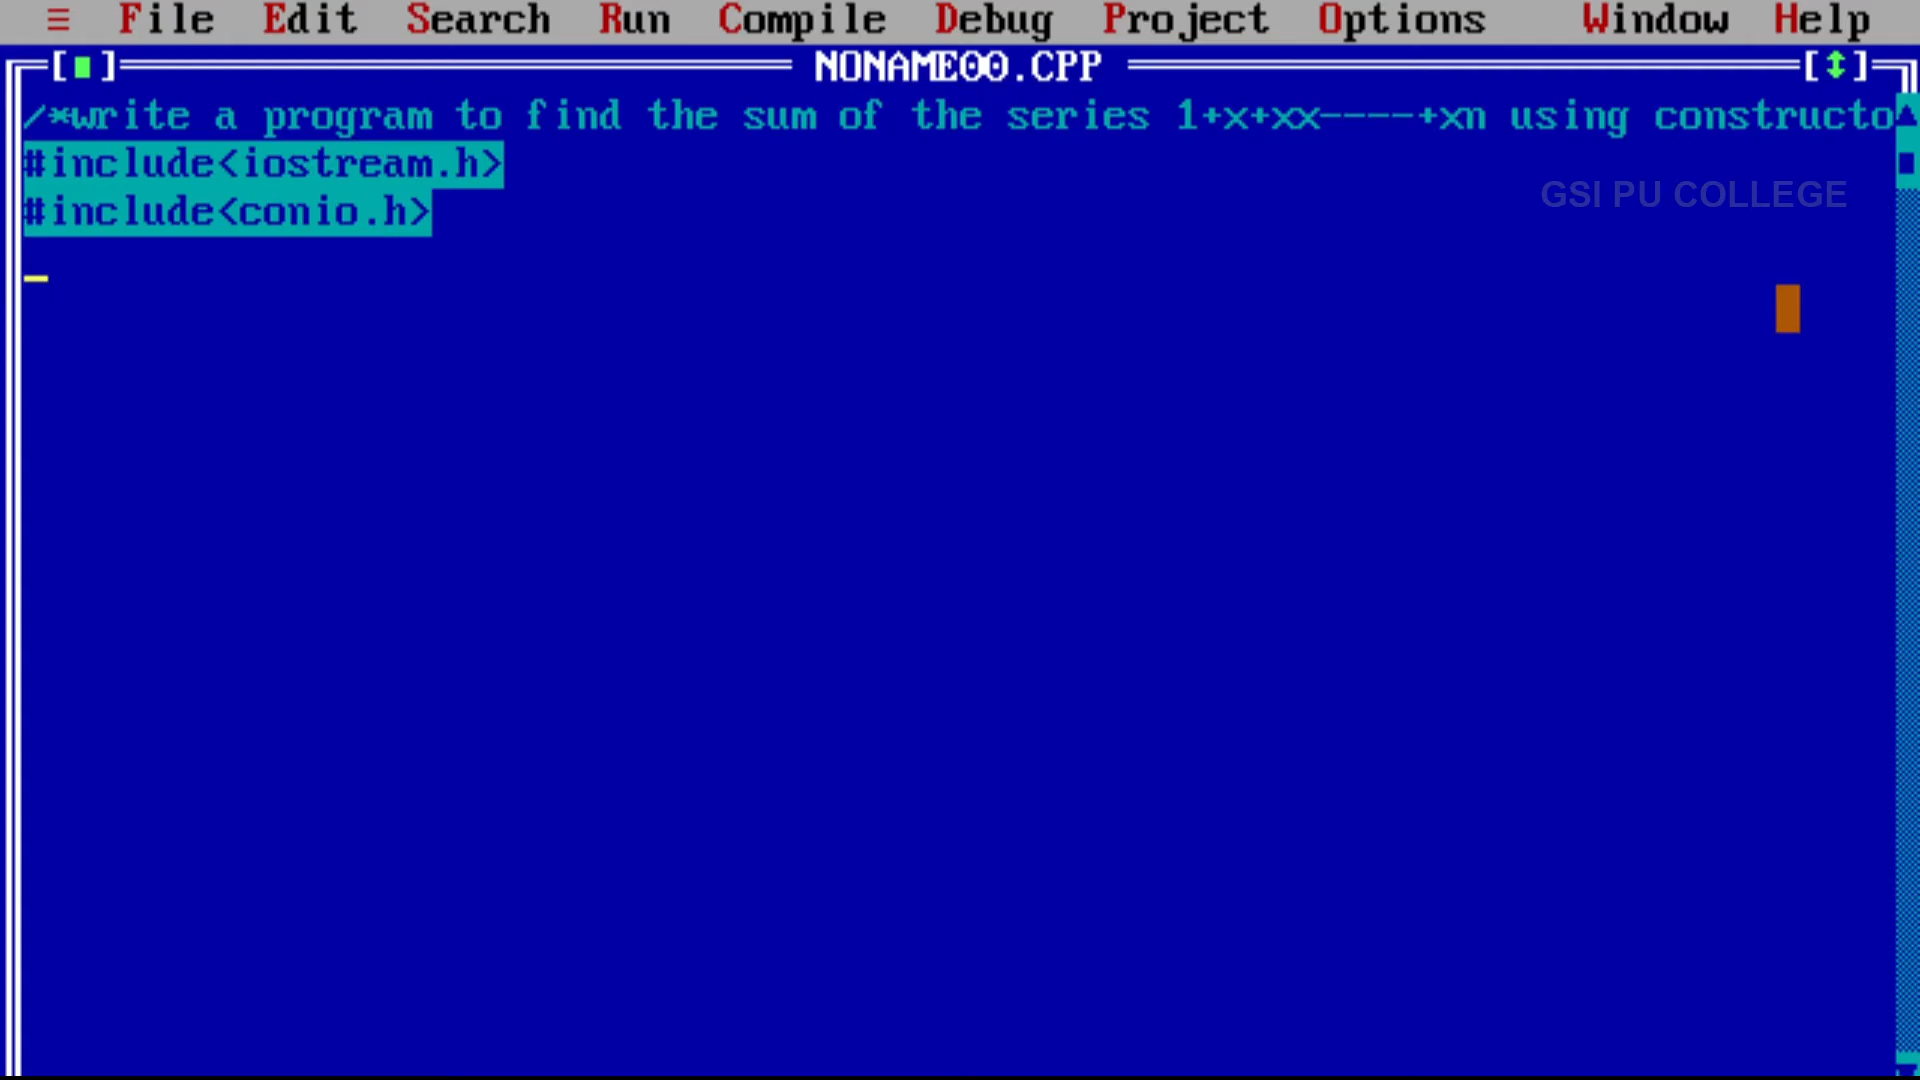 ≡ File Edit Search Run Compile Debug Project Options Window Help
[■] NONAME00.CPP [↕]
/*write a program to find the sum of the series 1+x+xx----+xn using constructo
#include<iostream.h>
#include<conio.h>
GSI PU COLLEGE